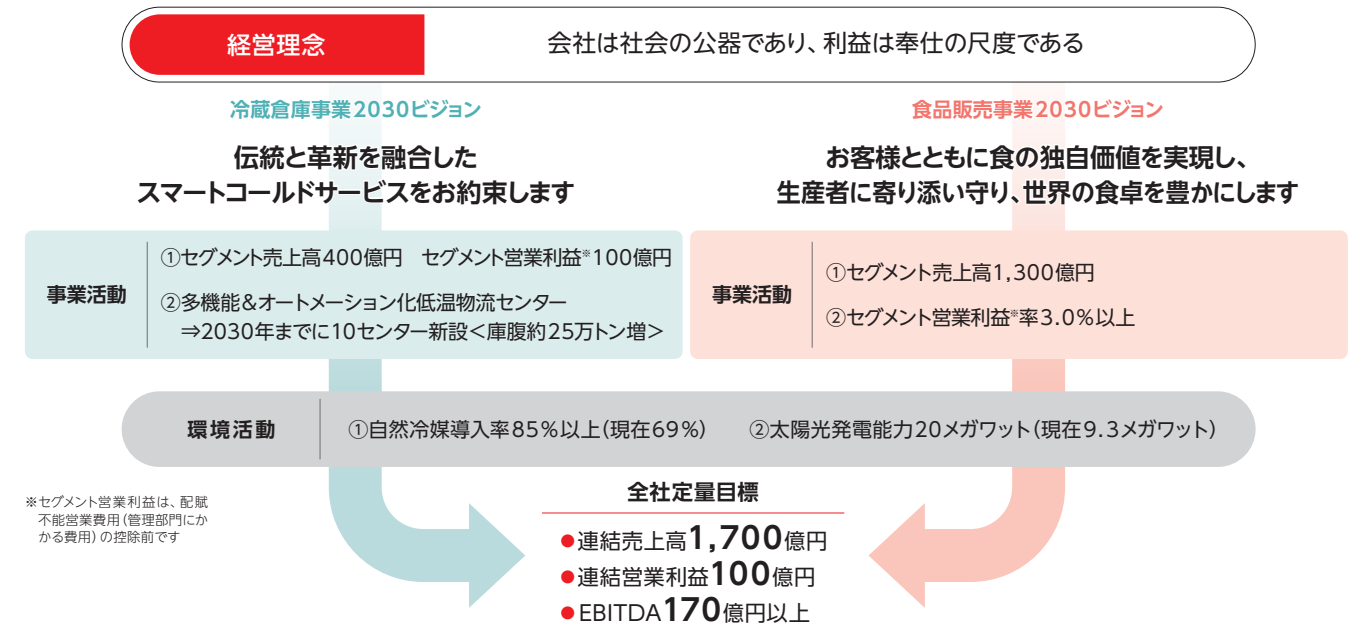 経営理念
会社は社会の公器であり、利益は奉仕の尺度である
冷蔵倉庫事業2030ビジョン
伝統と革新を融合した
スマートコールドサービスをお約束します
事業活動
①セグメント売上高400億円 セグメント営業利益※100億円
②多機能&オートメーション化低温物流センター
⇒2030年までに10センター新設<庫腹約25万トン増>
食品販売事業2030ビジョン
お客様とともに食の独自価値を実現し、
生産者に寄り添い守り、世界の食卓を豊かにします
事業活動
①セグメント売上高1,300億円
②セグメント営業利益※率3.0%以上
環境活動
①自然冷媒導入率85%以上(現在69%) ②太陽光発電能力20メガワット(現在9.3メガワット)
※セグメント営業利益は、配賦
不能営業費用(管理部門にか
かる費用)の控除前です
全社定量目標
●連結売上高1,700億円
●連結営業利益100億円
●EBITDA170億円以上